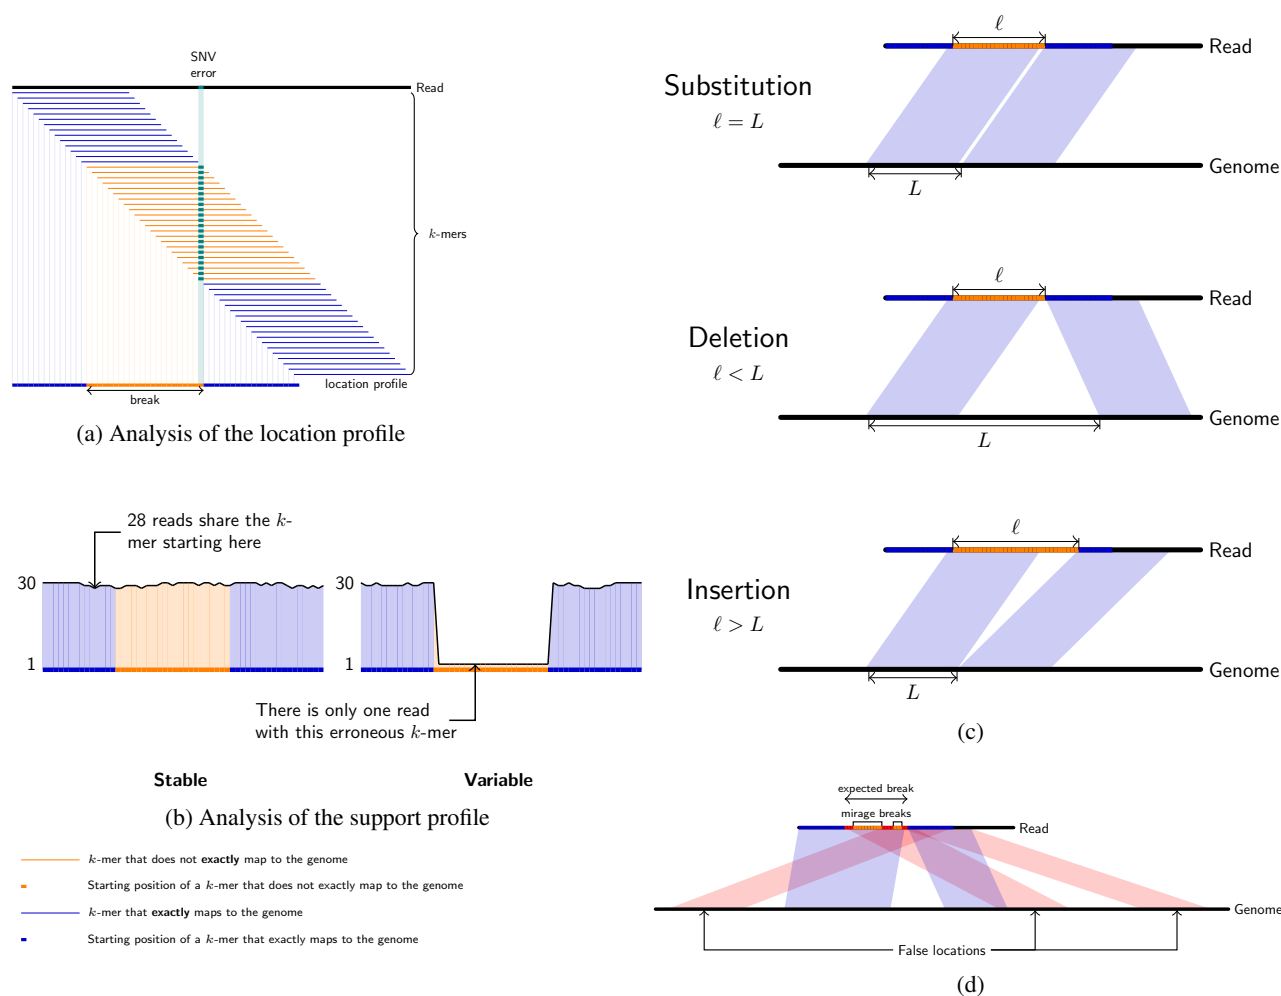 SNV
error
Read
k-mers
location profile
break
(a) Analysis of the location profile
28 reads share the k-
mer starting here
30
1
30
1
There is only one read
with this erroneous k-mer
Stable
Variable
(b) Analysis of the support profile
k-mer that does not exactly map to the genome
Starting position of a k-mer that does not exactly map to the genome
k-mer that exactly maps to the genome
Starting position of a k-mer that exactly maps to the genome
ℓ
Read
Substitution
ℓ = L
Genome
L
ℓ
Read
Deletion
ℓ < L
Genome
L
ℓ
Read
Insertion
ℓ > L
Genome
L
(c)
expected break
mirage breaks
Read
Genome
False locations
(d)